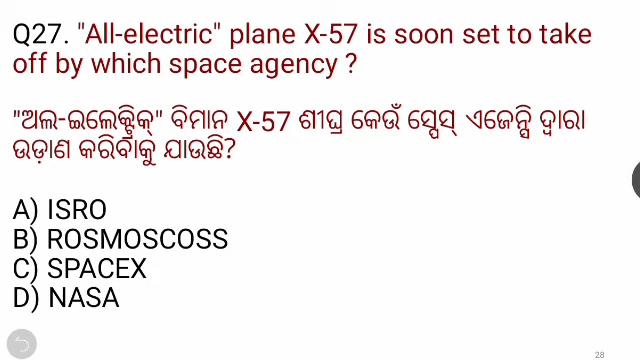 Q27. "All-electric" plane X-57 is soon set to take
off by which space agency ?
"ଅଲ-ଇଲେକ୍ଟ୍ରିକ୍" ବିମାନ X-57 ଶୀଘ୍ର କେଉଁ ସ୍ପେସ୍ ଏଜେନ୍ସି ଦ୍ୱାରା
ଉଡ଼ାଣ କରିବାକୁ ଯାଉଛି?
A) ISRO
B) ROSMOSCOSS
C) SPACEX
D) NASA
28